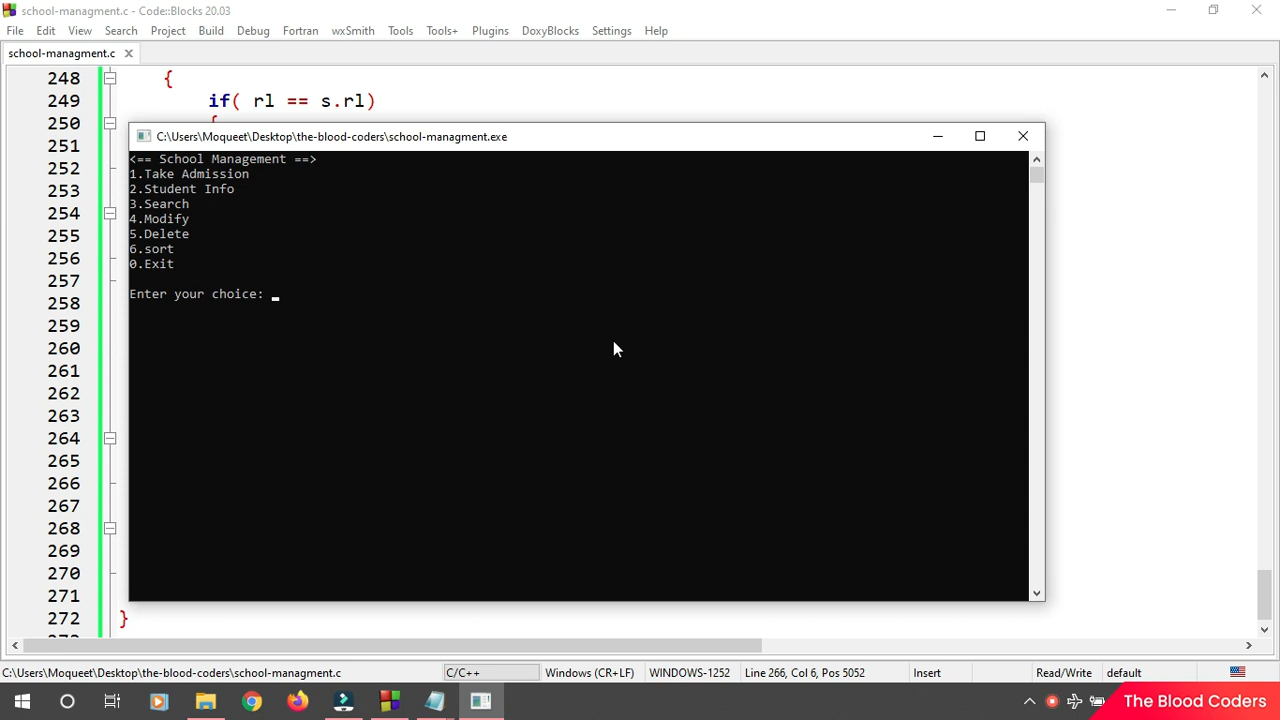 school-managment.c - Code::Blocks 20.03
File Edit View Search Project Build Debug Fortran wxSmith Tools Tools+ Plugins DoxyBlocks Settings Help
school-managment.c
248 {
249 if( rl == s.rl)
250 {
C:\Users\Moqueet\Desktop\the-blood-coders\school-managment.exe
251 <== School Management ==>
252 1.Take Admission
253 2.Student Info
3.Search
254 4.Modify
255 5.Delete
256 6.sort
0.Exit
257
258 Enter your choice:
259
260
261
262
263
264
265
266
267
268
269
270
271
272 }
C:\Users\Moqueet\Desktop\the-blood-coders\school-managment.c C/C++ Windows (CR+LF) WINDOWS-1252 Line 266, Col 6, Pos 5052 Insert Read/Write default
The Blood Coders